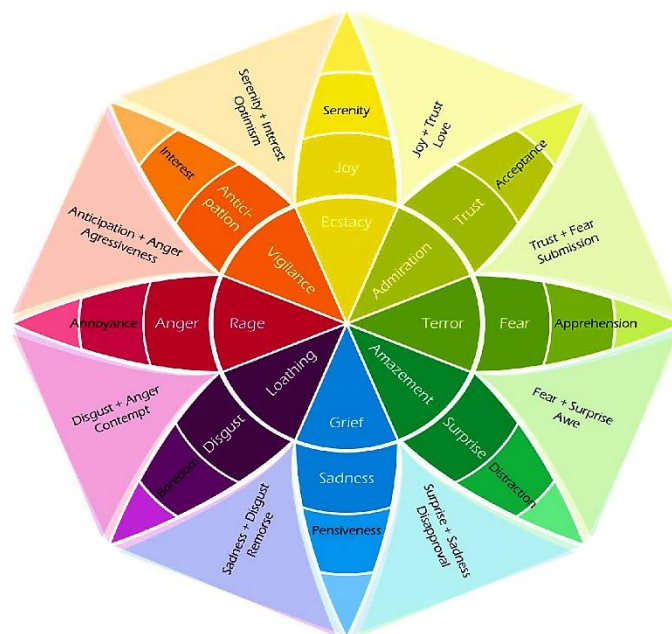 Serenity + Interest
Optimism
Joy + Trust
Love
Trust + Fear
Submission
Fear + Surprise
Awe
Surprise + Sadness
Disapproval
Sadness + Disgust
Remorse
Disgust + Anger
Contempt
Anticipation + Anger
Agressiveness
Serenity
Joy
Ecstacy
Acceptance
Trust
Admiration
Apprehension
Fear
Terror
Distraction
Surprise
Amazement
Pensiveness
Sadness
Grief
Boredom
Disgust
Loathing
Annoyance
Anger
Rage
Interest
Antici-
pation
Vigilance